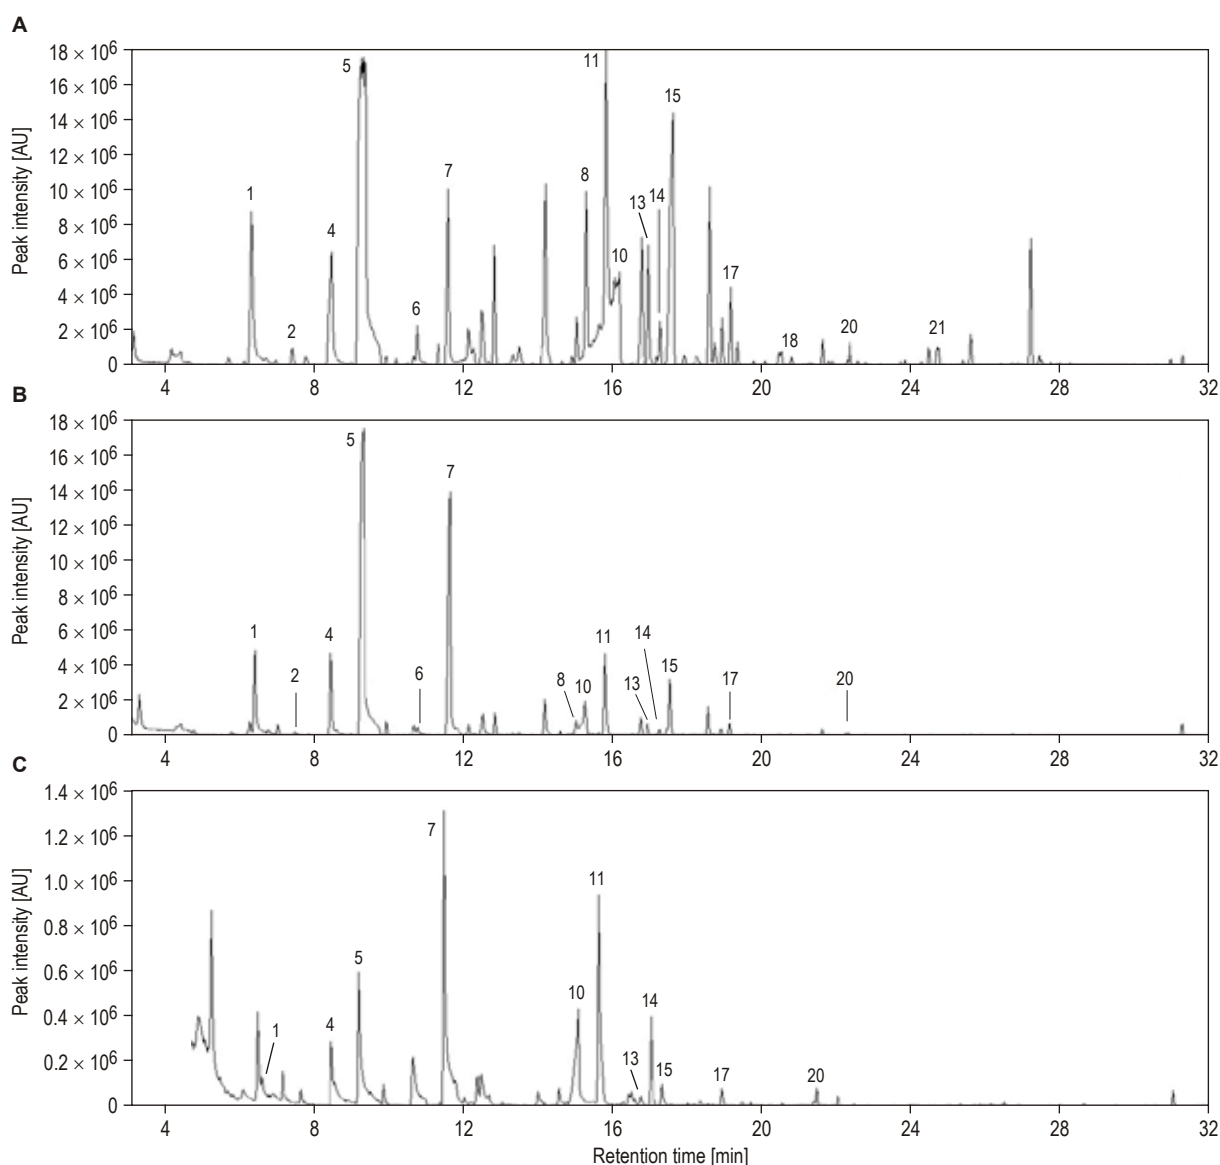 A
Peak intensity [AU]
18 × 10⁶
16 × 10⁶
14 × 10⁶
12 × 10⁶
10 × 10⁶
8 × 10⁶
6 × 10⁶
4 × 10⁶
2 × 10⁶
0
1
2
4
5
6
7
8
11
10
13
14
15
17
18
20
21
4 8 12 16 20 24 28 32
B
Peak intensity [AU]
18 × 10⁶
16 × 10⁶
14 × 10⁶
12 × 10⁶
10 × 10⁶
8 × 10⁶
6 × 10⁶
4 × 10⁶
2 × 10⁶
0
1
2
4
5
6
7
8
10
11
13
14
15
17
20
4 8 12 16 20 24 28 32
C
Peak intensity [AU]
1.4 × 10⁶
1.2 × 10⁶
1.0 × 10⁶
0.8 × 10⁶
0.6 × 10⁶
0.4 × 10⁶
0.2 × 10⁶
0
1
4
5
7
10
11
13
14
15
17
20
4 8 12 16 20 24 28 32
Retention time [min]